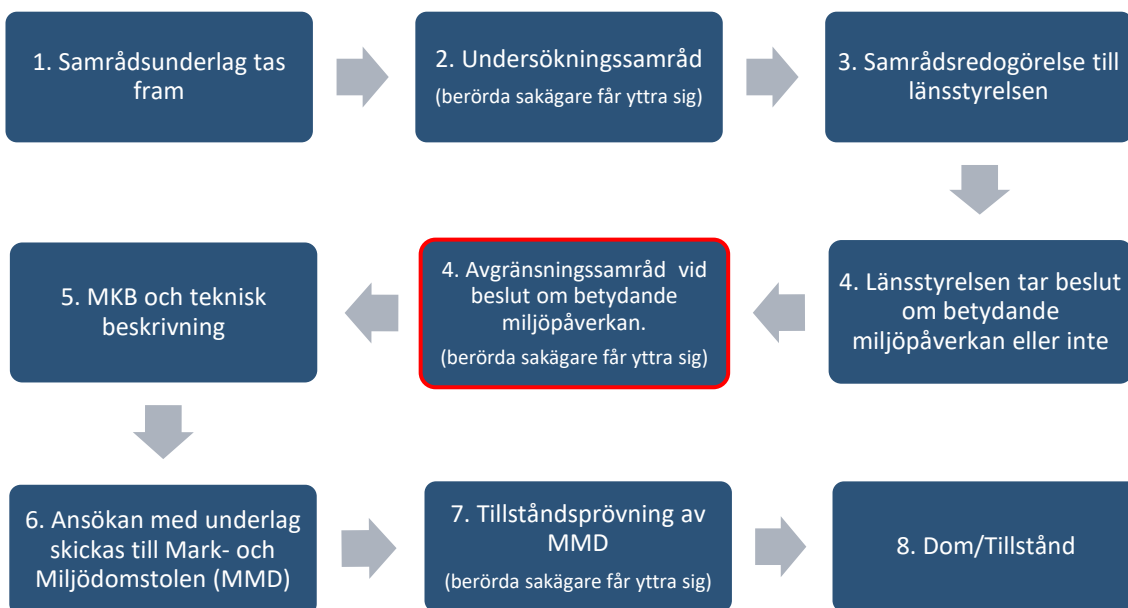 1. Samrådsunderlag tas
fram
2. Undersökningssamråd
(berörda sakägare får yttra sig)
3. Samrådsredogörelse till
länsstyrelsen
4. Länsstyrelsen tar beslut
om betydande
miljöpåverkan eller inte
4. Avgränsningssamråd vid
beslut om betydande
miljöpåverkan.
(berörda sakägare får yttra sig)
5. MKB och teknisk
beskrivning
6. Ansökan med underlag
skickas till Mark- och
Miljödomstolen (MMD)
7. Tillståndsprövning av
MMD
(berörda sakägare får yttra sig)
8. Dom/Tillstånd